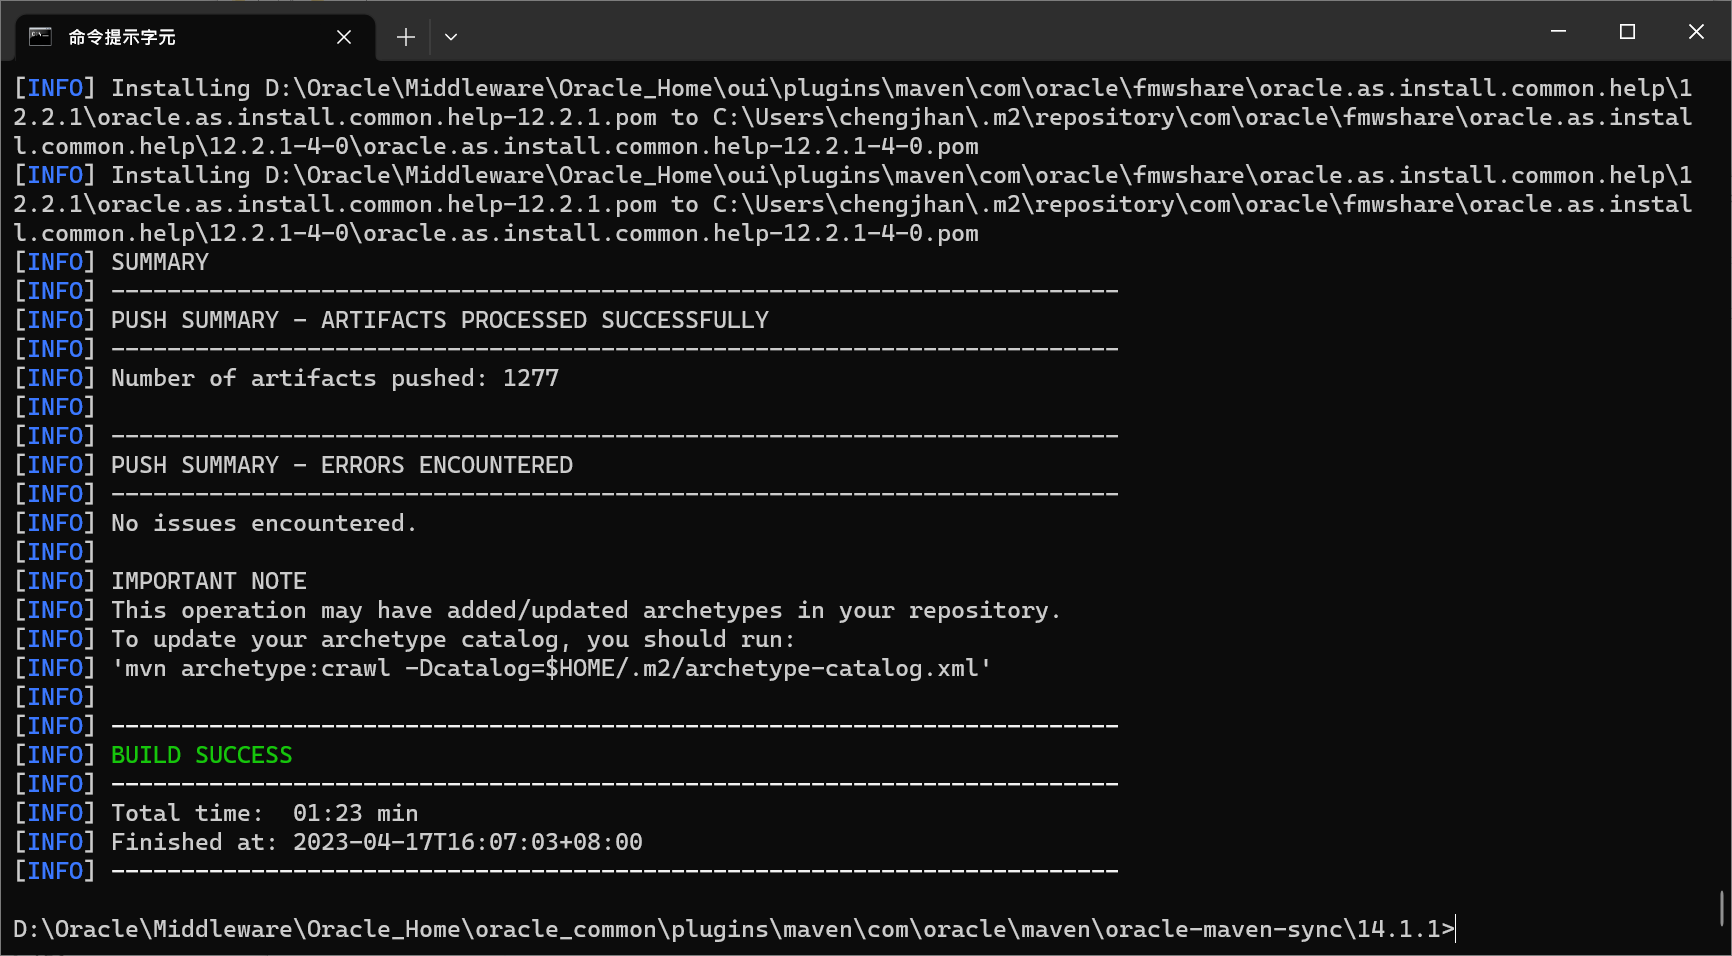 命令提示字元
[INFO] Installing D:\Oracle\Middleware\Oracle_Home\oui\plugins\maven\com\oracle\fmwshare\oracle.as.install.common.help\1
2.2.1\oracle.as.install.common.help-12.2.1.pom to C:\Users\chengjhan\.m2\repository\com\oracle\fmwshare\oracle.as.instal
l.common.help\12.2.1-4-0\oracle.as.install.common.help-12.2.1-4-0.pom
[INFO] Installing D:\Oracle\Middleware\Oracle_Home\oui\plugins\maven\com\oracle\fmwshare\oracle.as.install.common.help\1
2.2.1\oracle.as.install.common.help-12.2.1.pom to C:\Users\chengjhan\.m2\repository\com\oracle\fmwshare\oracle.as.instal
l.common.help\12.2.1-4-0\oracle.as.install.common.help-12.2.1-4-0.pom
[INFO] SUMMARY
[INFO] ------------------------------------------------------------------------
[INFO] PUSH SUMMARY - ARTIFACTS PROCESSED SUCCESSFULLY
[INFO] ------------------------------------------------------------------------
[INFO] Number of artifacts pushed: 1277
[INFO]
[INFO] ------------------------------------------------------------------------
[INFO] PUSH SUMMARY - ERRORS ENCOUNTERED
[INFO] ------------------------------------------------------------------------
[INFO] No issues encountered.
[INFO]
[INFO] IMPORTANT NOTE
[INFO] This operation may have added/updated archetypes in your repository.
[INFO] To update your archetype catalog, you should run:
[INFO] 'mvn archetype:crawl -Dcatalog=$HOME/.m2/archetype-catalog.xml'
[INFO]
[INFO] ------------------------------------------------------------------------
[INFO] BUILD SUCCESS
[INFO] ------------------------------------------------------------------------
[INFO] Total time:  01:23 min
[INFO] Finished at: 2023-04-17T16:07:03+08:00
[INFO] ------------------------------------------------------------------------
D:\Oracle\Middleware\Oracle_Home\oracle_common\plugins\maven\com\oracle\maven\oracle-maven-sync\14.1.1>